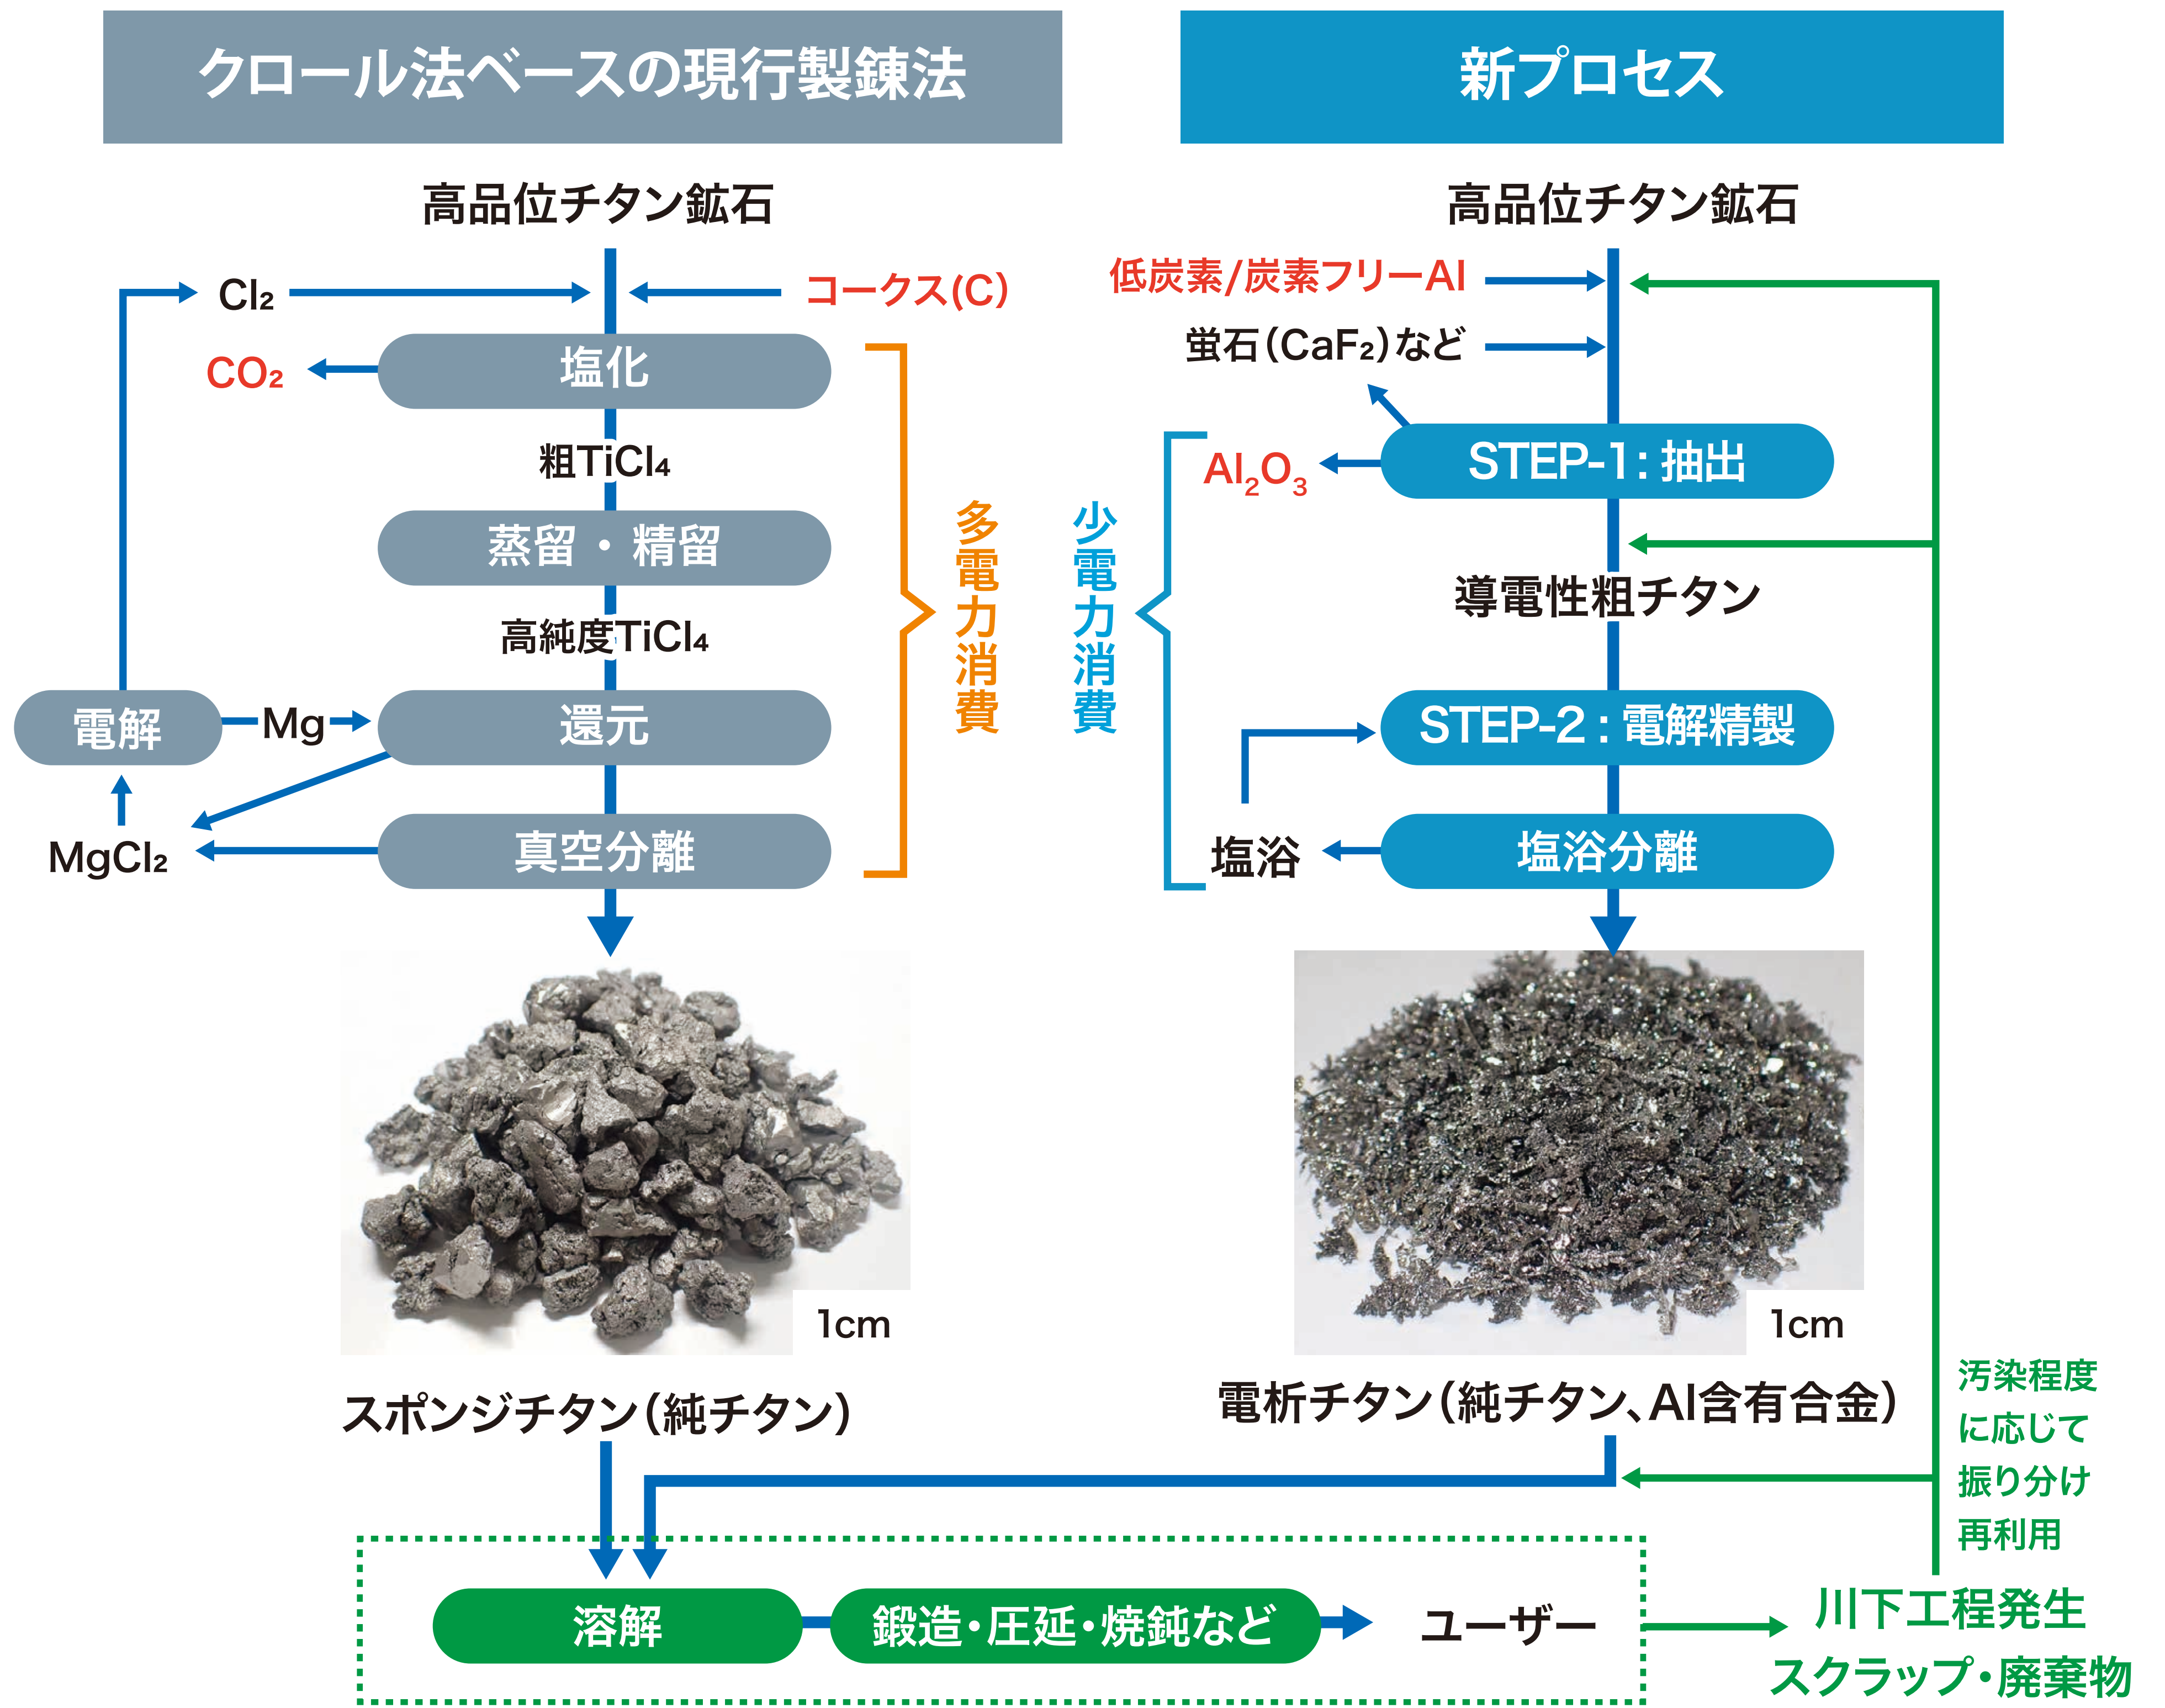 クロール法ベースの現行製錬法
高品位チタン鉱石
Cl₂
コークス(C)
CO₂
塩化
粗TiCl₄
蒸留・精留
高純度TiCl₄
電解
Mg
還元
MgCl₂
真空分離
多電力消費
1cm
スポンジチタン(純チタン)
新プロセス
高品位チタン鉱石
低炭素/炭素フリーAl
蛍石(CaF₂)など
STEP-1:抽出
Al₂O₃
少電力消費
導電性粗チタン
STEP-2:電解精製
塩浴
塩浴分離
1cm
電析チタン(純チタン、Al含有合金)
汚染程度
に応じて
振り分け
再利用
溶解
鍛造・圧延・焼鈍など
ユーザー
川下工程発生
スクラップ・廃棄物